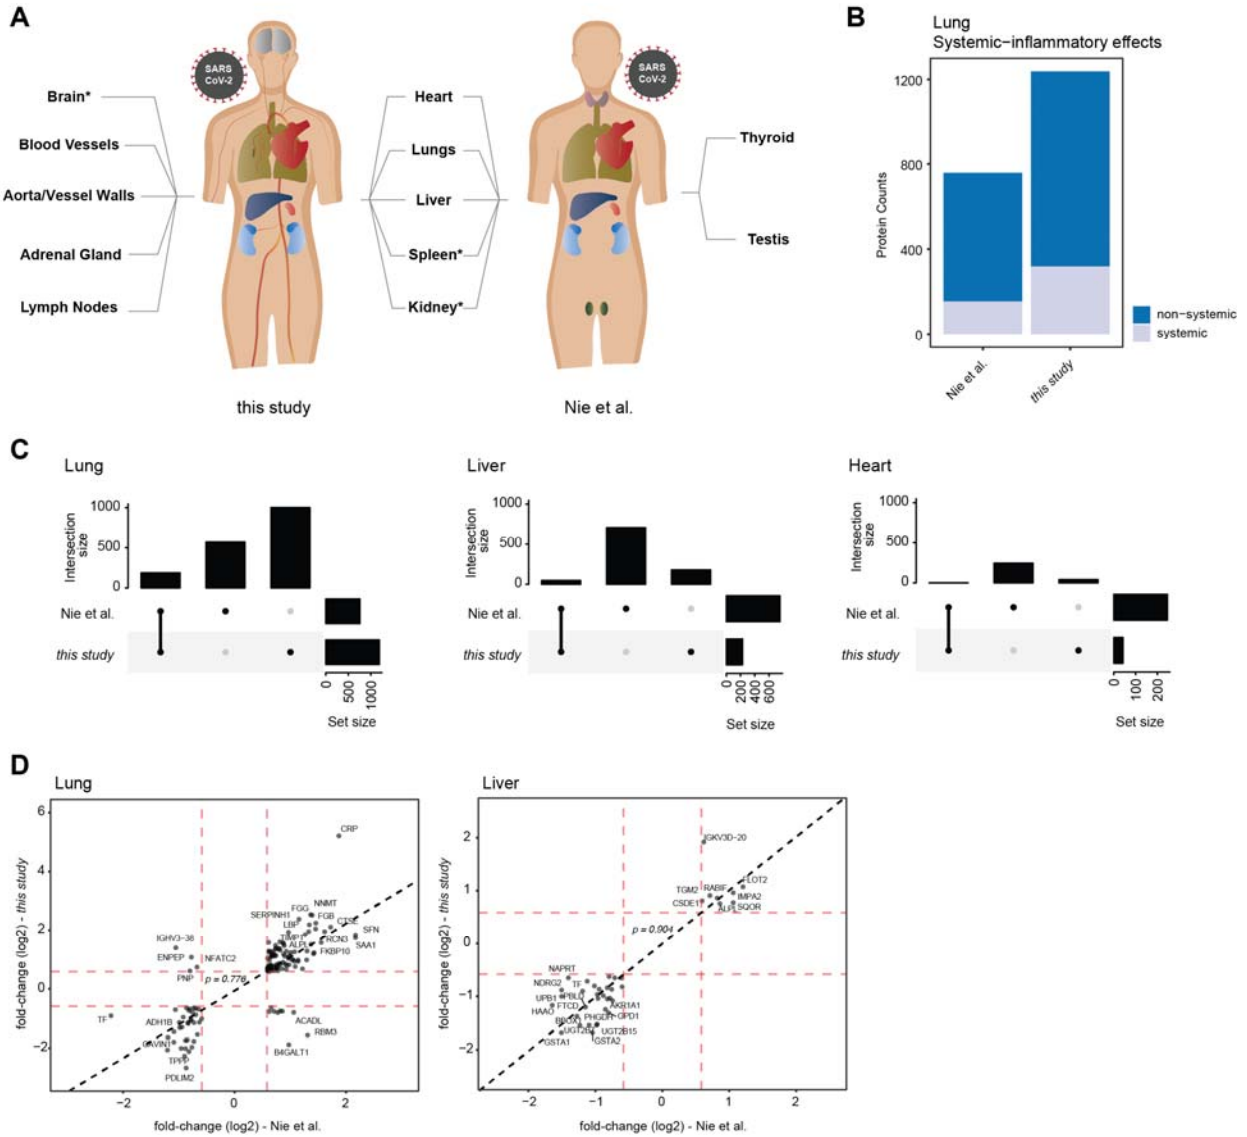 A
SARS
CoV-2
SARS
CoV-2
Brain*
Blood Vessels
Aorta/Vessel Walls
Adrenal Gland
Lymph Nodes
Heart
Lungs
Liver
Spleen*
Kidney*
Thyroid
Testis
this study
Nie et al.
B
Lung
Systemic-inflammatory effects
Protein Counts
1200
800
400
0
Nie et al.
this study
non-systemic
systemic
C
Lung
Intersection
size
1000
500
0
Nie et al.
this study
0
500
1000
Set size
Liver
Intersection
size
1000
500
0
Nie et al.
this study
0
200
400
600
Set size
Heart
Intersection
size
1000
500
0
Nie et al.
this study
0
100
200
Set size
D
Lung
fold-change (log2) - this study
6
4
2
0
−2
CRP
NNMT
FGG
SERPINH1
FGB
CTSE
LBP
SFN
TIMP1
RCN3
SAA1
ALPL
FKBP10
IGHV3-38
ENPEP
NFATC2
PNP
p = 0.776
TF
ADH1B
CAVIN1
TPPP
PDLIM2
ACADL
RBM3
B4GALT1
−2
0
2
fold-change (log2) - Nie et al.
Liver
fold-change (log2) - this study
2
1
0
−1
−2
IGKV3D-20
FLOT2
TGM2
RABIF
IMPA2
CSDE1
ALPL
SQOR
p = 0.904
NAPRT
NDRG2
TF
UPB1
PBLD
HAAO
FTCD
AKR1A1
PHGDH
GPD1
UGT2B7
UGT2B15
GSTA1
GSTA2
−2
−1
0
1
2
fold-change (log2) - Nie et al.